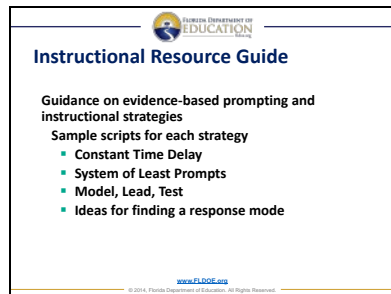 FLORIDA DEPARTMENT OF
EDUCATION
fldoe.org
Instructional Resource Guide
Guidance on evidence-based prompting and
instructional strategies
Sample scripts for each strategy
▪ Constant Time Delay
▪ System of Least Prompts
▪ Model, Lead, Test
▪ Ideas for finding a response mode
www.FLDOE.org
© 2014, Florida Department of Education. All Rights Reserved.